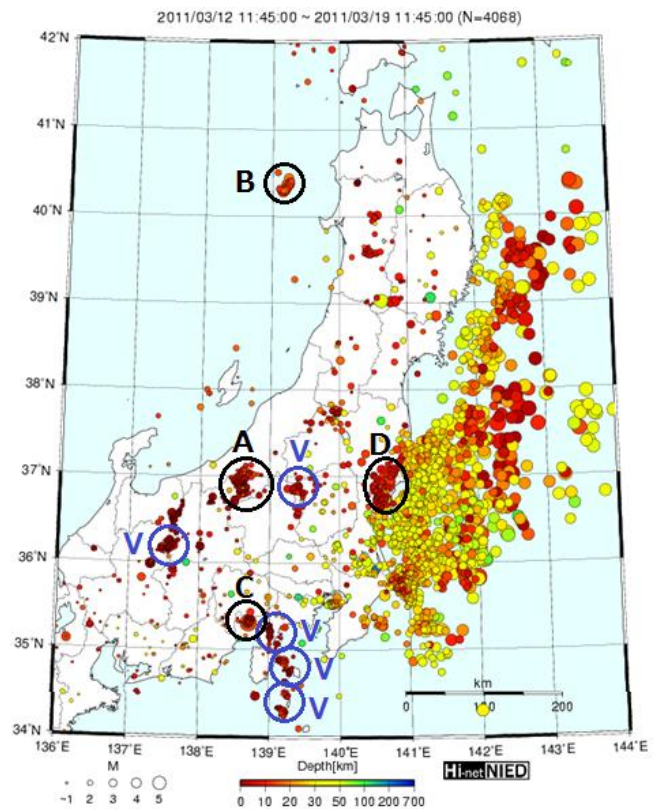 2011/03/12 11:45:00 ~ 2011/03/19 11:45:00 (N=4068)
42°N
41°N
B
40°N
39°N
38°N
A
V
D
37°N
V
36°N
C
V
35°N
V
km
V
0 100 200
34°N
136°E 137°E 138°E 139°E 140°E 141°E 142°E 143°E 144°E
M
Depth[km]
Hi-net NIED
~1 2 3 4 5
0 10 20 30 50 100 200 700